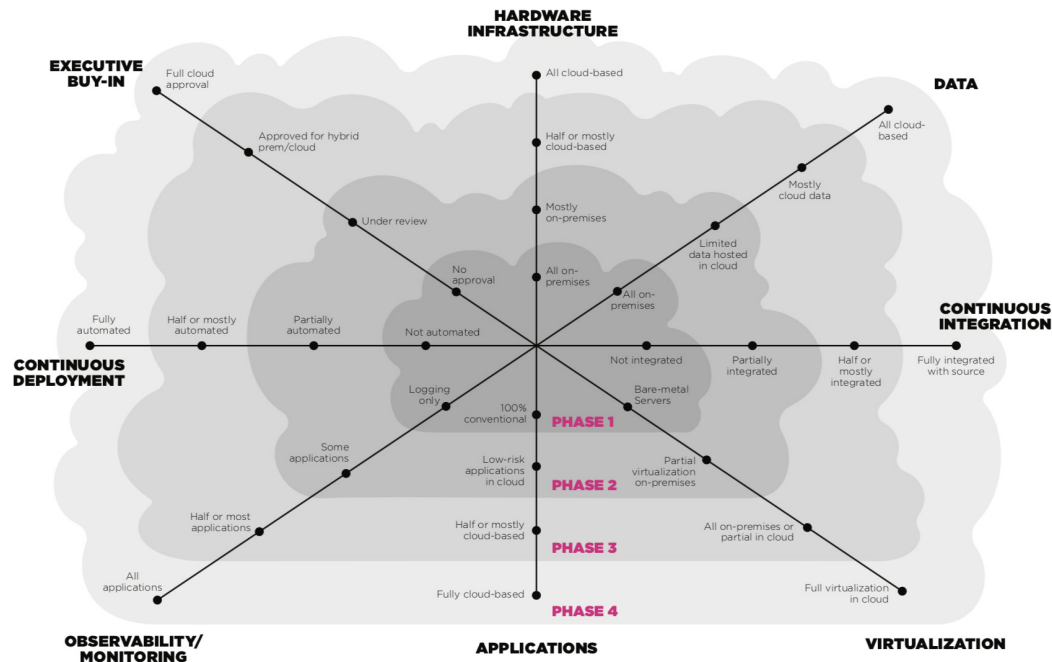 HARDWARE
INFRASTRUCTURE
EXECUTIVE
BUY-IN
DATA
Full cloud
approval
All cloud-based
All cloud-
based
Approved for hybrid
prem/cloud
Half or mostly
cloud-based
Mostly
cloud data
Under review
Mostly
on-premises
Limited
data hosted
in cloud
No
approval
All on-
premises
All on-
premises
CONTINUOUS
INTEGRATION
Fully
automated
Half or mostly
automated
Partially
automated
Not automated
Not integrated
Partially
integrated
Half or
mostly
integrated
Fully integrated
with source
CONTINUOUS
DEPLOYMENT
Logging
only
100%
conventional
Bare-metal
Servers
PHASE 1
Some
applications
Low-risk
applications
in cloud
Partial
virtualization
on-premises
PHASE 2
Half or most
applications
Half or mostly
cloud-based
All on-premises or
partial in cloud
PHASE 3
All
applications
Fully cloud-based
Full virtualization
in cloud
PHASE 4
OBSERVABILITY/
MONITORING
APPLICATIONS
VIRTUALIZATION